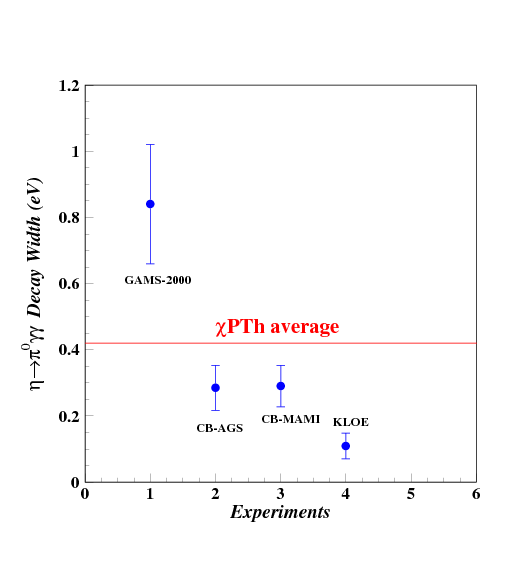 1.2
1
0.8
0.6
0.4
0.2
0
η→π⁰γγ Decay Width (eV)
GAMS-2000
χPTh average
CB-AGS
CB-MAMI
KLOE
0 1 2 3 4 5 6
Experiments